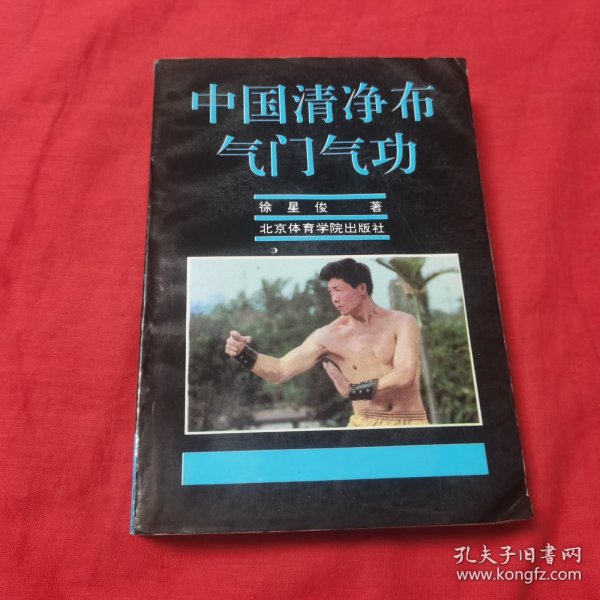 中国清净布
气门气功
徐星俊 著
北京体育学院出版社
孔夫子旧书网
www.kongfz.com